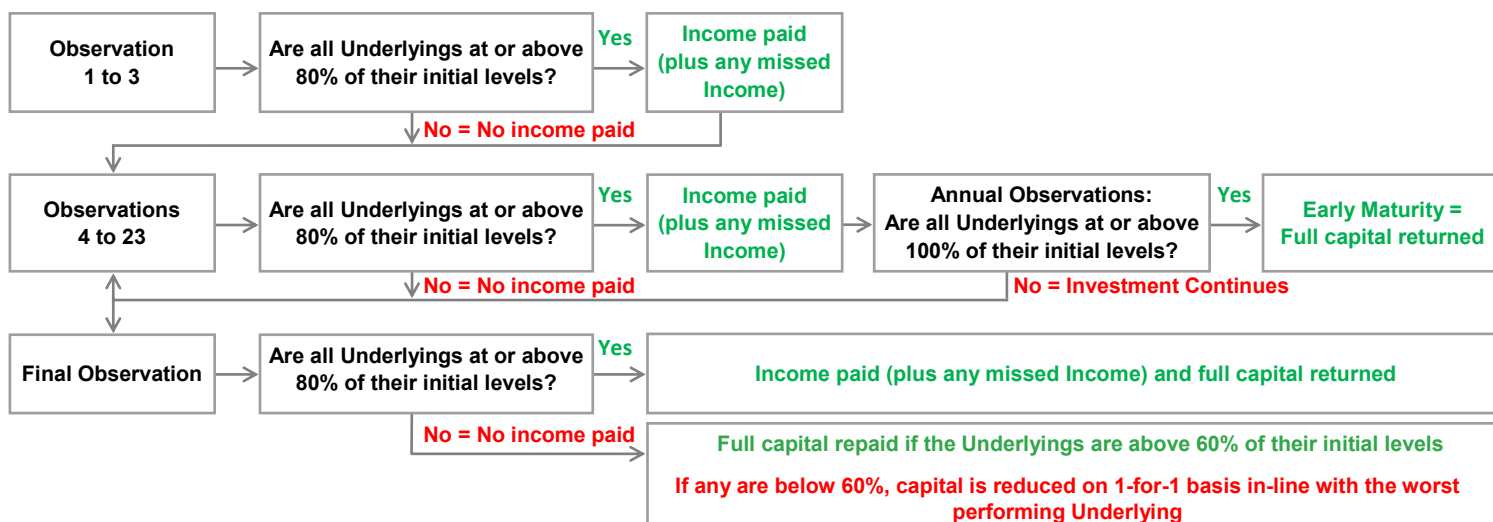 Observation
1 to 3
Are all Underlyings at or above
80% of their initial levels?
Yes
Income paid
(plus any missed
Income)
No = No income paid
Observations
4 to 23
Are all Underlyings at or above
80% of their initial levels?
Yes
Income paid
(plus any missed
Income)
Annual Observations:
Are all Underlyings at or above
100% of their initial levels?
Yes
Early Maturity =
Full capital returned
No = No income paid
No = Investment Continues
Final Observation
Are all Underlyings at or above
80% of their initial levels?
Yes
Income paid (plus any missed Income) and full capital returned
No = No income paid
Full capital repaid if the Underlyings are above 60% of their initial levels
If any are below 60%, capital is reduced on 1-for-1 basis in-line with the worst
performing Underlying